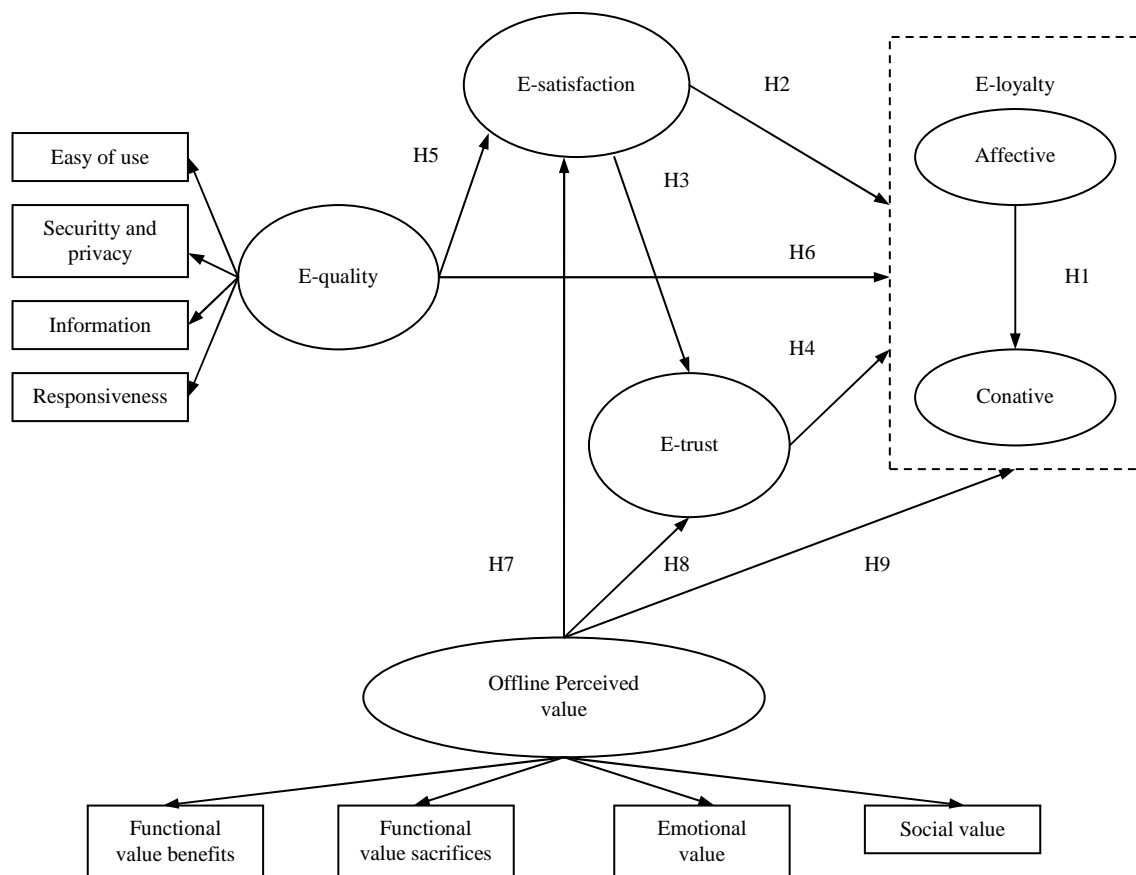 E-satisfaction
H2
E-loyalty
Easy of use
H5
H3
Affective
Securitty and
privacy
E-quality
H6
H1
Information
H4
Responsiveness
Conative
E-trust
H7
H8
H9
Offline Perceived
value
Functional
value benefits
Functional
value sacrifices
Emotional
value
Social value